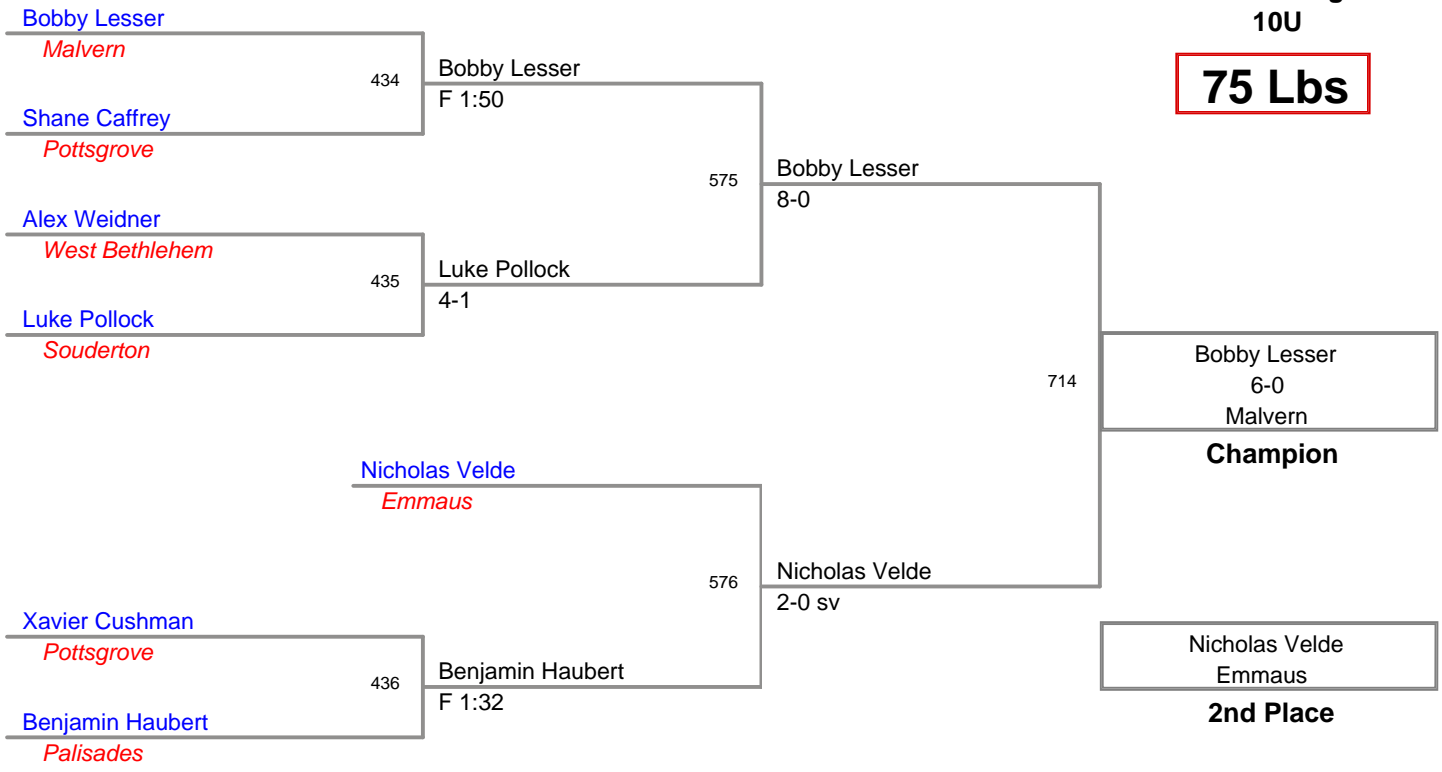 10U
75 Lbs
Bobby Lesser
Malvern
434
Bobby Lesser
F 1:50
Shane Caffrey
Pottsgrove
575
Bobby Lesser
8-0
Alex Weidner
West Bethlehem
435
Luke Pollock
4-1
Luke Pollock
Souderton
714
Bobby Lesser
6-0
Malvern
Champion
Nicholas Velde
Emmaus
576
Nicholas Velde
2-0 sv
Xavier Cushman
Pottsgrove
436
Benjamin Haubert
F 1:32
Benjamin Haubert
Palisades
Nicholas Velde
Emmaus
2nd Place